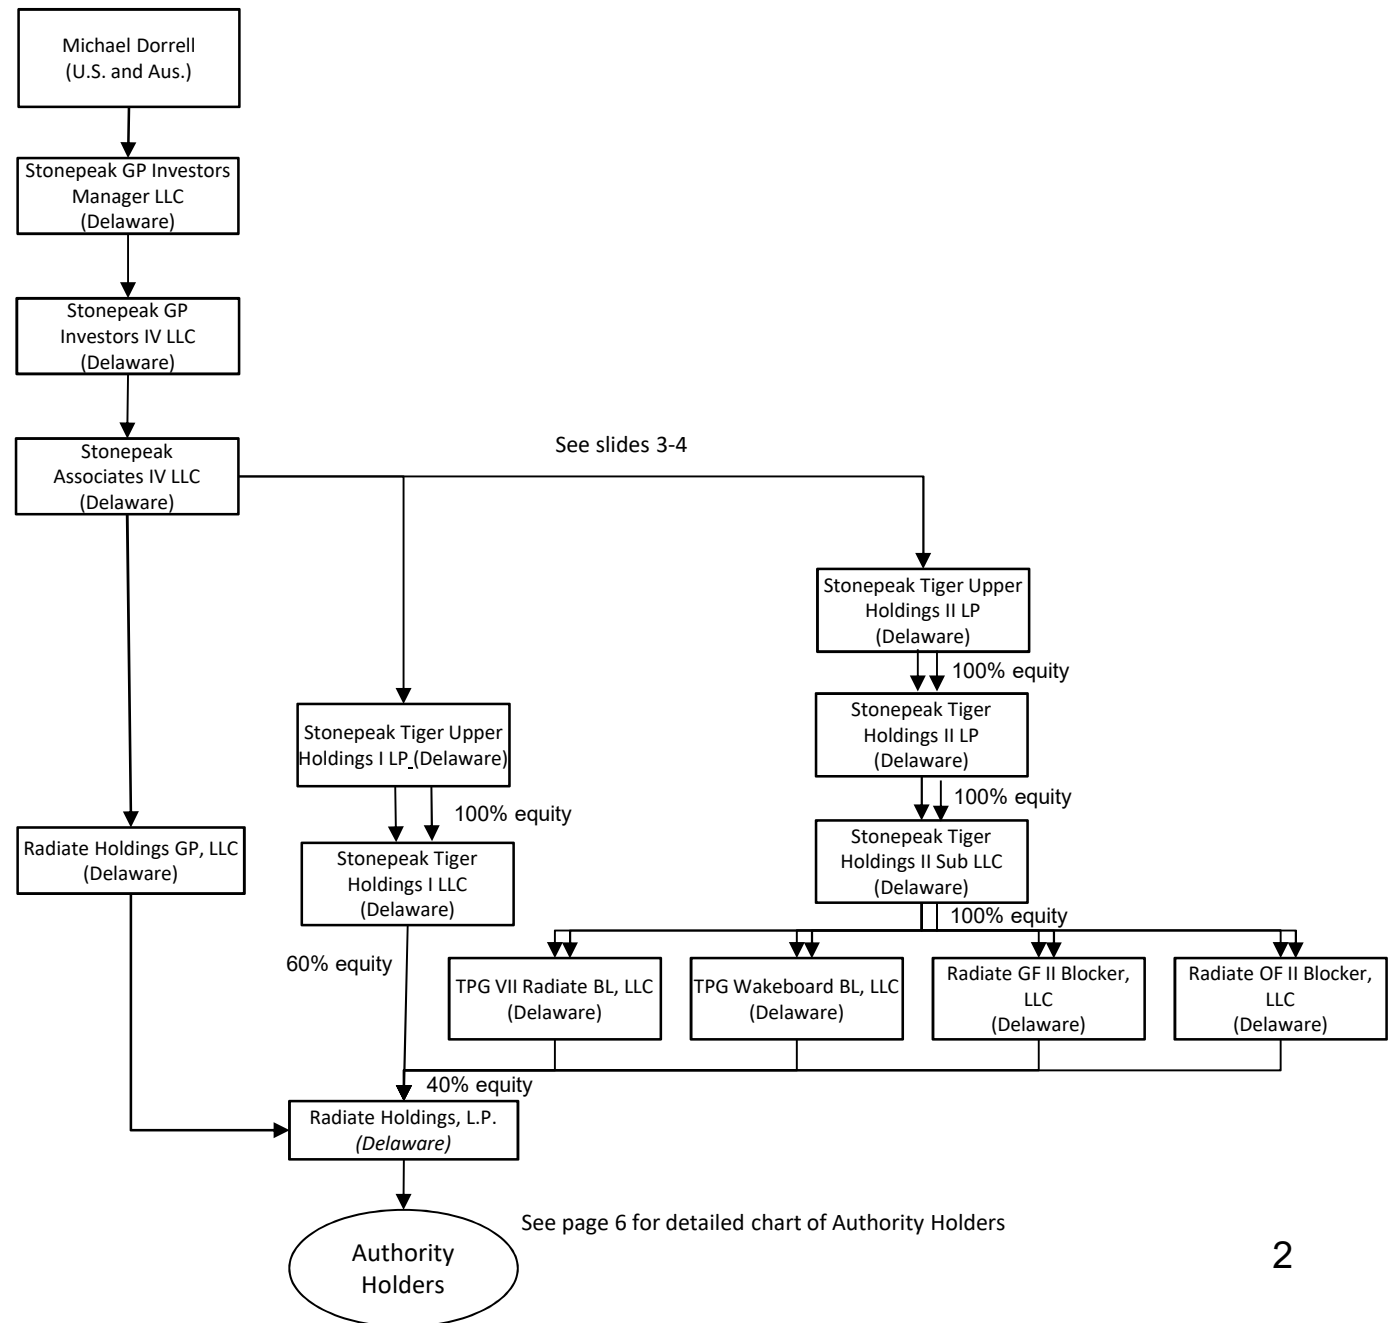 Michael Dorrell
(U.S. and Aus.)
Stonepeak GP Investors
Manager LLC
(Delaware)
Stonepeak GP
Investors IV LLC
(Delaware)
Stonepeak
Associates IV LLC
(Delaware)
See slides 3-4
Stonepeak Tiger Upper
Holdings II LP
(Delaware)
100% equity
Stonepeak Tiger
Holdings II LP
(Delaware)
Stonepeak Tiger Upper
Holdings I LP (Delaware)
100% equity
100% equity
Radiate Holdings GP, LLC
(Delaware)
Stonepeak Tiger
Holdings I LLC
(Delaware)
Stonepeak Tiger
Holdings II Sub LLC
(Delaware)
100% equity
60% equity
TPG VII Radiate BL, LLC
(Delaware)
TPG Wakeboard BL, LLC
(Delaware)
Radiate GF II Blocker,
LLC
(Delaware)
Radiate OF II Blocker,
LLC
(Delaware)
40% equity
Radiate Holdings, L.P.
(Delaware)
See page 6 for detailed chart of Authority Holders
Authority
Holders
2